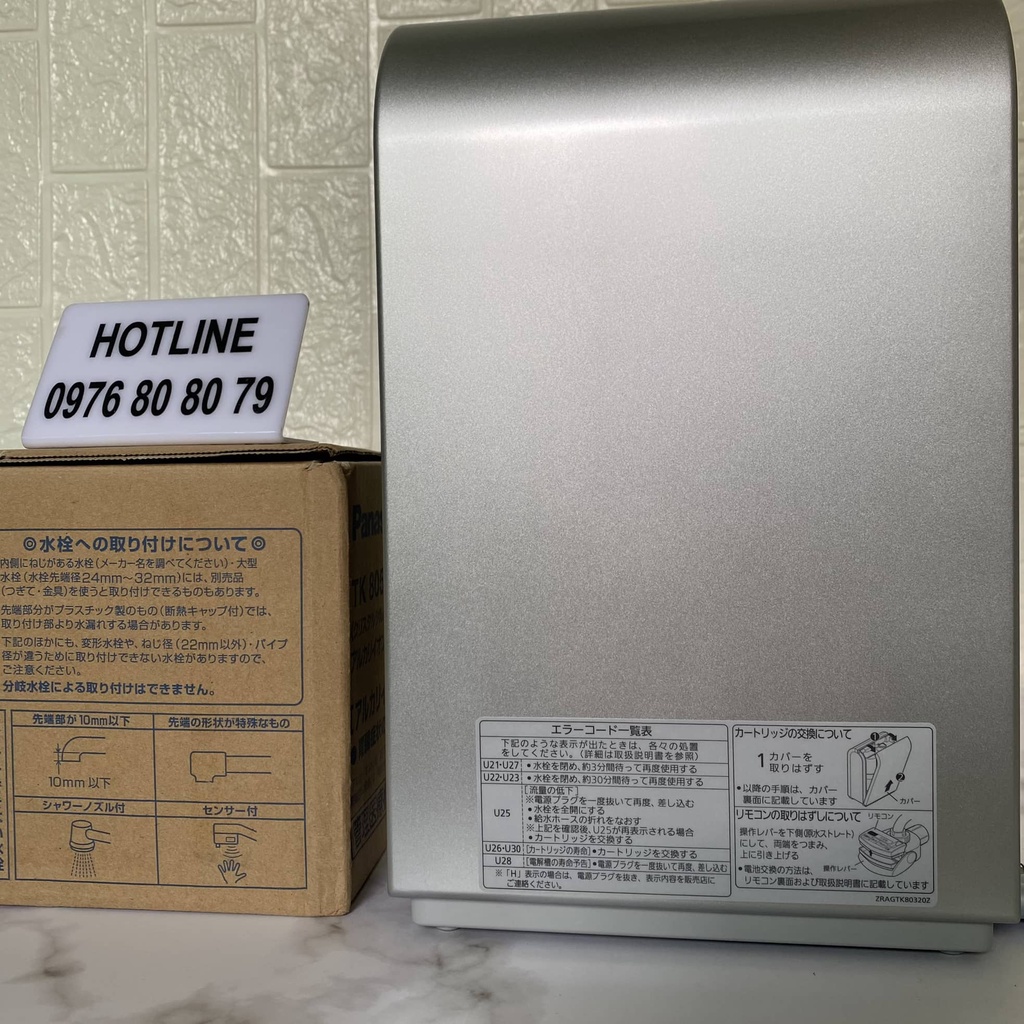 HOTLINE
0976 80 80 79
◎水栓への取り付けについて◎
内側にねじがある水栓(メーカー名を調べてください)・大型
水栓(水栓先端径24mm〜32mm)には、別売品
(つぎて・金具)を使うと取り付けできるものもあります。
先端部分がプラスチック製のもの(断熱キャップ付)では、
取り付け部より水漏れする場合があります。
下記のほかにも、変形水栓や、ねじ径(22mm以外)・パイプ
径が違うために取り付けできない水栓がありますので、
ご注意ください。
分岐水栓による取り付けはできません。
先端部が10mm以下
先端の形状が特殊なもの
10mm以下
シャワーノズル付
センサー付
Pana
TK 80
エラーコード一覧表
下記のような表示が出たときは、各々の処置
をしてください。(詳細は取扱説明書を参照)
U21・U27 •水栓を閉め、約3分間待って再度使用する
U22・U23 •水栓を閉め、約30分間待って再度使用する
U25
[流量の低下]
※電源プラグを一度抜いて再度、差し込む
•水栓を全開にする
•給水ホースの折れをなおす
※上記を確認後、U25が再表示される場合
•カートリッジを交換する
U26・U30 [カートリッジの寿命] •カートリッジを交換する
U28 [電解槽の寿命予告] •電源プラグを一度抜いて再度、差し込む
※「H」表示の場合は、電源プラグを抜き、表示内容を販売店に
ご連絡ください。
カートリッジの交換について
1 カバーを
取りはずす
•以降の手順は、カバー
裏面に記載しています
カバー
リモコンの取りはずしについて
リモコン
操作レバーを下側(原水ストレート)
にして、両端をつまみ、
上に引き上げる
操作レバー
•電池交換の方法は、
リモコン裏面および取扱説明書に記載しています
ZRAGTK80320Z